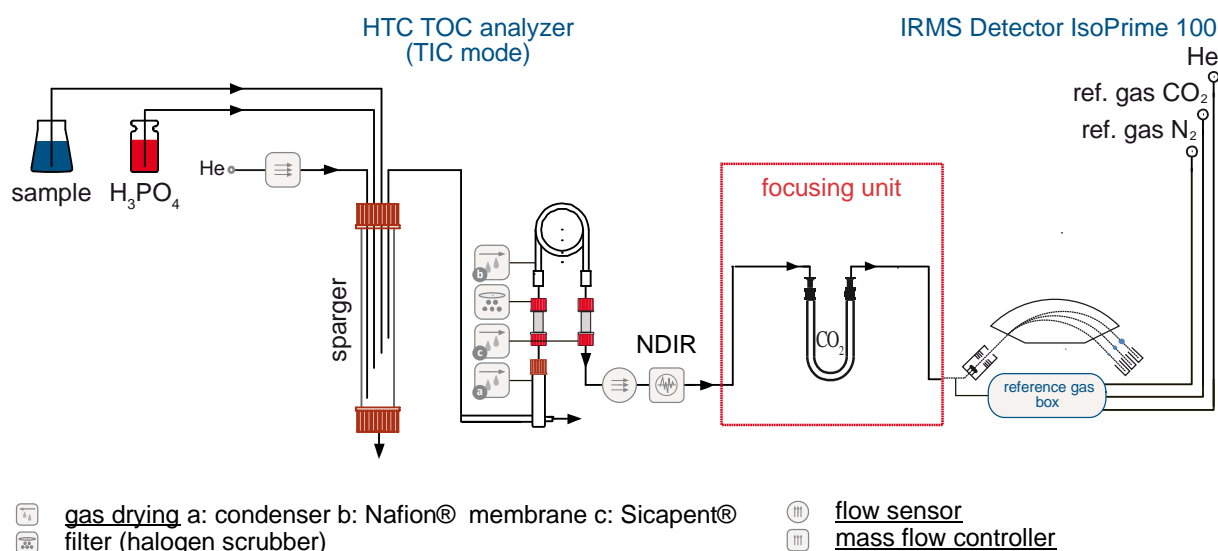 HTC TOC analyzer
(TIC mode)
IRMS Detector IsoPrime 100
He
ref. gas CO₂
ref. gas N₂
sample
H₃PO₄
He
focusing unit
sparger
b
c
a
NDIR
CO₂
reference gas
box
gas drying a: condenser b: Nafion® membrane c: Sicapent®
filter (halogen scrubber)
flow sensor
mass flow controller